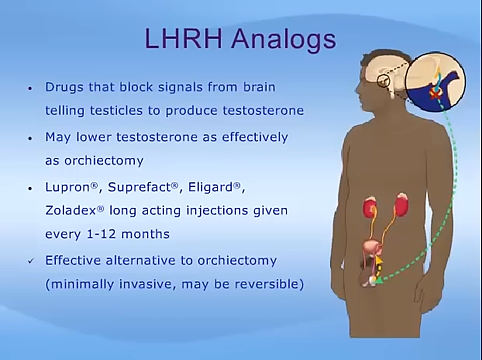 LHRH Analogs
• Drugs that block signals from brain
telling testicles to produce testosterone
• May lower testosterone as effectively
as orchiectomy
• Lupron®, Suprefact®, Eligard®,
Zoladex® long acting injections given
every 1-12 months
✓ Effective alternative to orchiectomy
(minimally invasive, may be reversible)